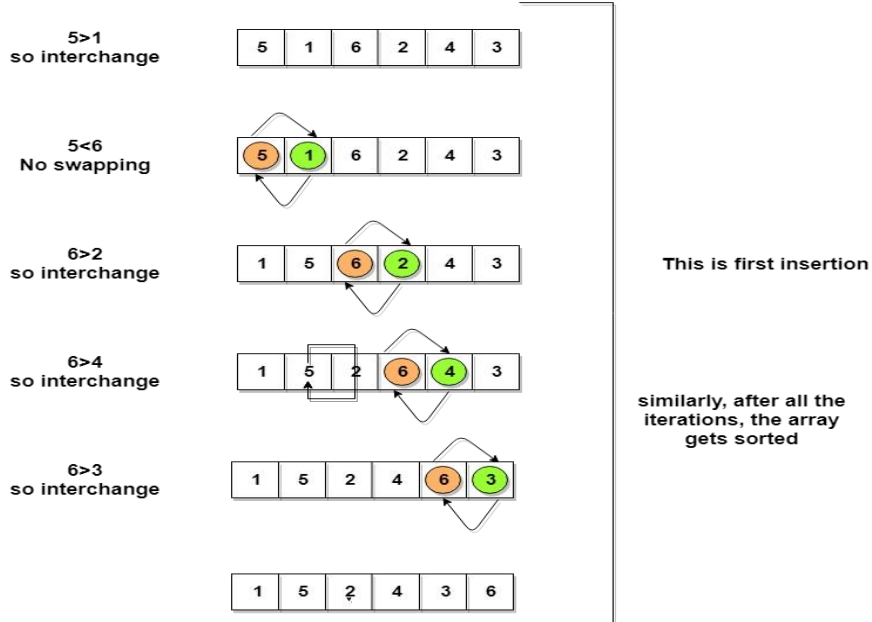 5>1
so interchange
5 1 6 2 4 3
5<6
No swapping
5 1 6 2 4 3
6>2
so interchange
1 5 6 2 4 3
This is first insertion
6>4
so interchange
1 5 2 6 4 3
similarly, after all the
iterations, the array
gets sorted
6>3
so interchange
1 5 2 4 6 3
1 5 2 4 3 6